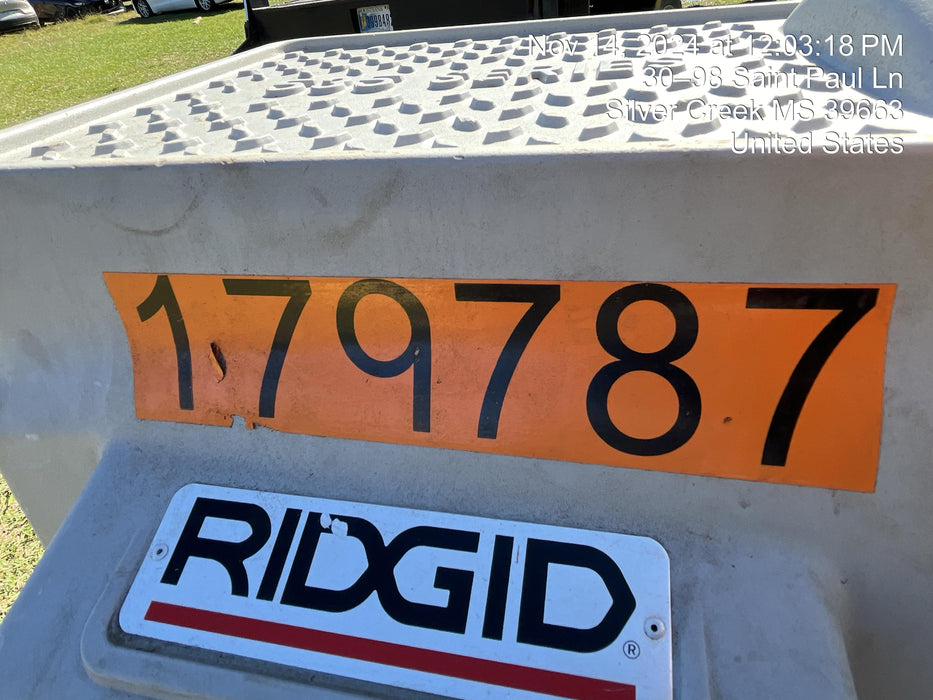 Nov 14, 2024 at 12:03:18 PM
30–98 Saint Paul Ln
Silver Creek MS 39663
United States
179787
RIDGID
®